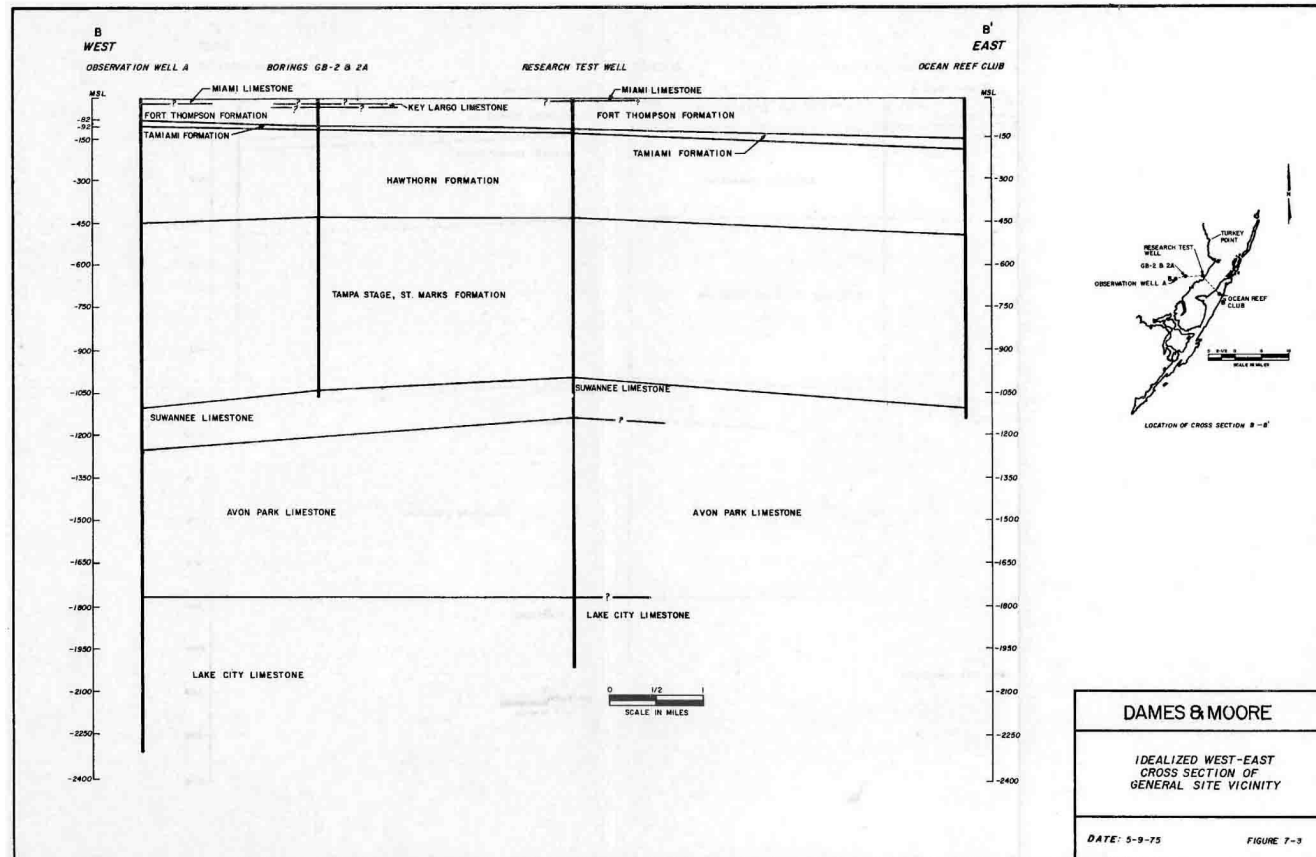 B
WEST
B'
EAST
OBSERVATION WELL A
BORINGS GB-2 & 2A
RESEARCH TEST WELL
OCEAN REEF CLUB
MSL
MIAMI LIMESTONE
MIAMI LIMESTONE
MSL
?
?
?
?
?
?
?
?
KEY LARGO LIMESTONE
FORT THOMPSON FORMATION
FORT THOMPSON FORMATION
-82
-92
TAMIAMI FORMATION
TAMIAMI FORMATION
-150
-150
HAWTHORN FORMATION
-300
-300
-450
-450
-600
-600
TAMPA STAGE, ST. MARKS FORMATION
-750
-750
-900
-900
-1050
-1050
SUWANNEE LIMESTONE
SUWANNEE LIMESTONE
?
-1200
-1200
-1350
-1350
AVON PARK LIMESTONE
AVON PARK LIMESTONE
-1500
-1500
-1650
-1650
?
-1800
-1800
LAKE CITY LIMESTONE
-1950
-1950
LAKE CITY LIMESTONE
-2100
-2100
0 1/2 1
SCALE IN MILES
-2250
-2250
-2400
-2400
N
TURKEY
POINT
RESEARCH TEST
WELL
GB-2 & 2A
OBSERVATION WELL A
B
B'
OCEAN REEF
CLUB
SCALE IN MILES
LOCATION OF CROSS SECTION B-B'
DAMES & MOORE
IDEALIZED WEST-EAST
CROSS SECTION OF
GENERAL SITE VICINITY
DATE: 5-9-75
FIGURE 7-3